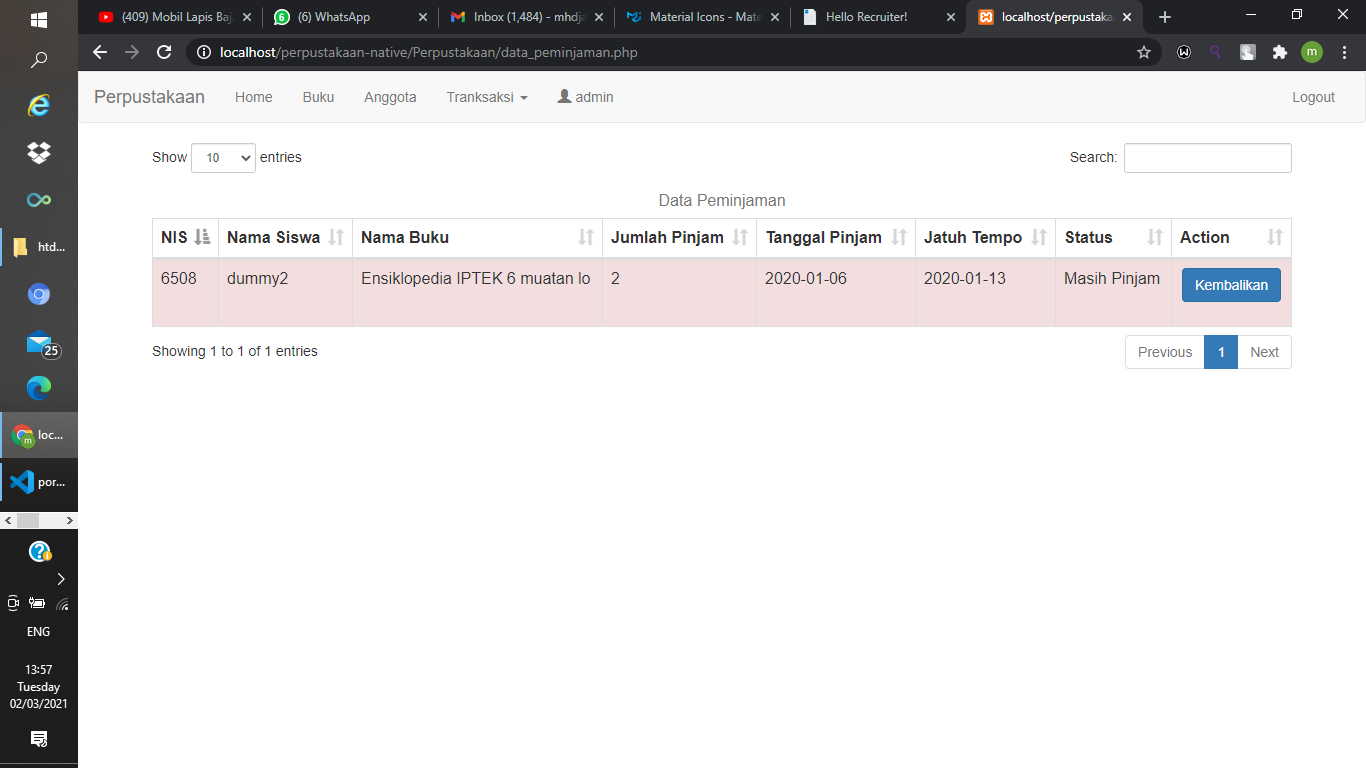 (409) Mobil Lapis Baj
(6) WhatsApp
Inbox (1,484) - mhdja
Material Icons - Mate
Hello Recruiter!
localhost/perpustaka
localhost/perpustakaan-native/Perpustakaan/data_peminjaman.php
m
Perpustakaan Home Buku Anggota Tranksaksi admin Logout
Show 10 entries Search:
Data Peminjaman
NIS Nama Siswa Nama Buku Jumlah Pinjam Tanggal Pinjam Jatuh Tempo Status Action
6508 dummy2 Ensiklopedia IPTEK 6 muatan lo 2 2020-01-06 2020-01-13 Masih Pinjam Kembalikan
Showing 1 to 1 of 1 entries Previous 1 Next
htd...
25
m loc...
por...
ENG
13:57
Tuesday
02/03/2021